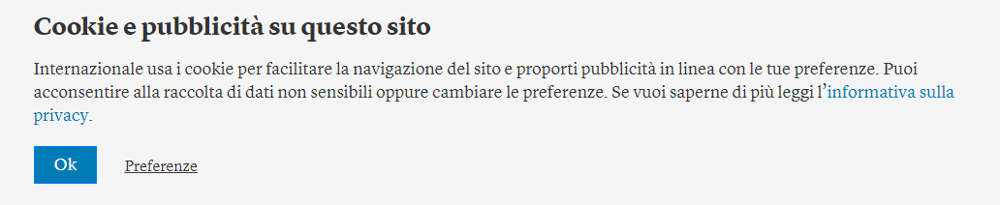 Cookie e pubblicità su questo sito
Internazionale usa i cookie per facilitare la navigazione del sito e proporti pubblicità in linea con le tue preferenze. Puoi
acconsentire alla raccolta di dati non sensibili oppure cambiare le preferenze. Se vuoi saperne di più leggi l’informativa sulla
privacy.
Ok
Preferenze